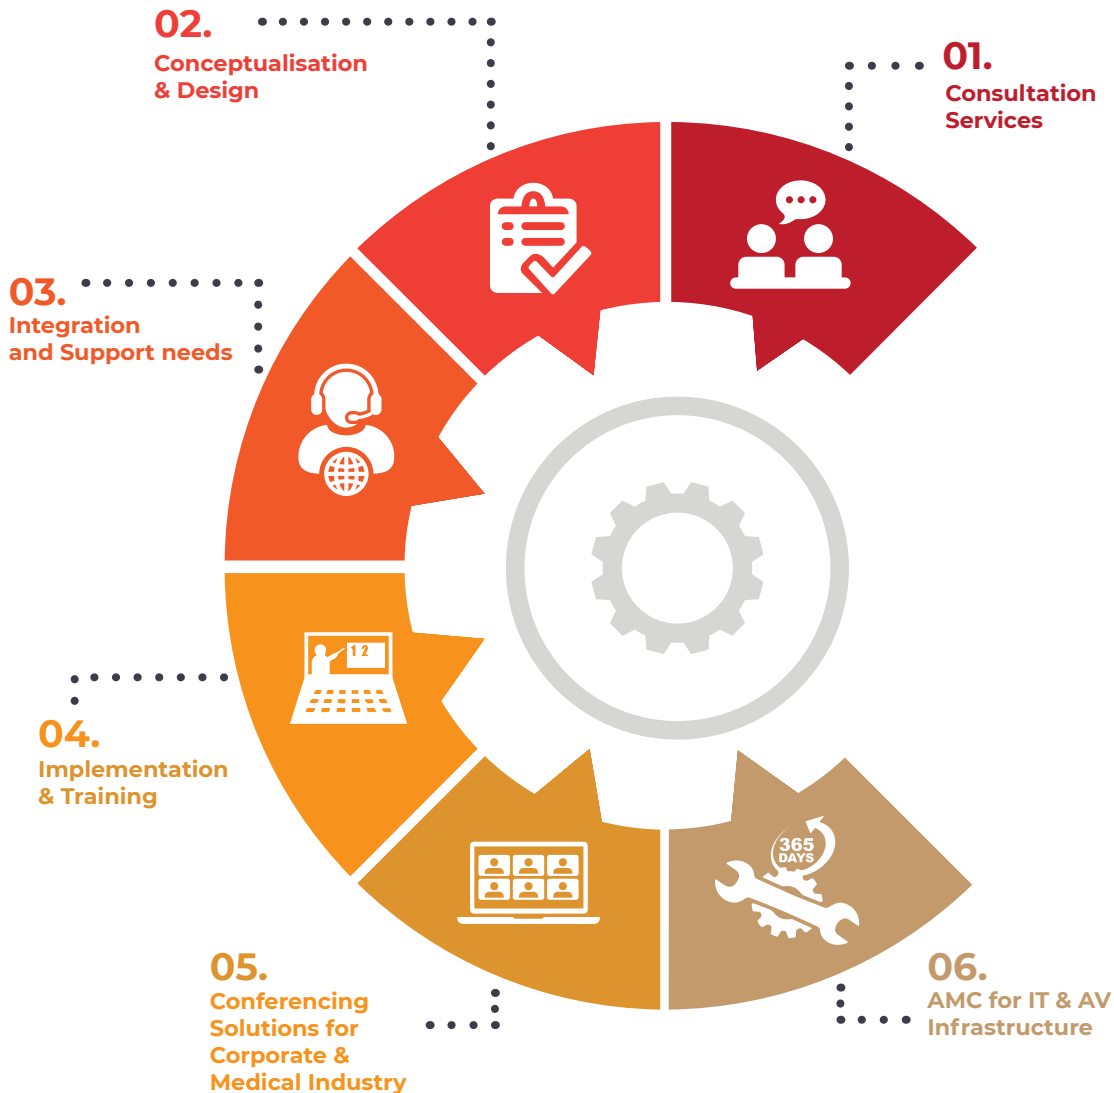 01.
Consultation
Services
02.
Conceptualisation
& Design
03.
Integration
and Support needs
1 2
04.
Implementation
& Training
05.
Conferencing
Solutions for
Corporate &
Medical Industry
365
DAYS
06.
AMC for IT & AV
Infrastructure